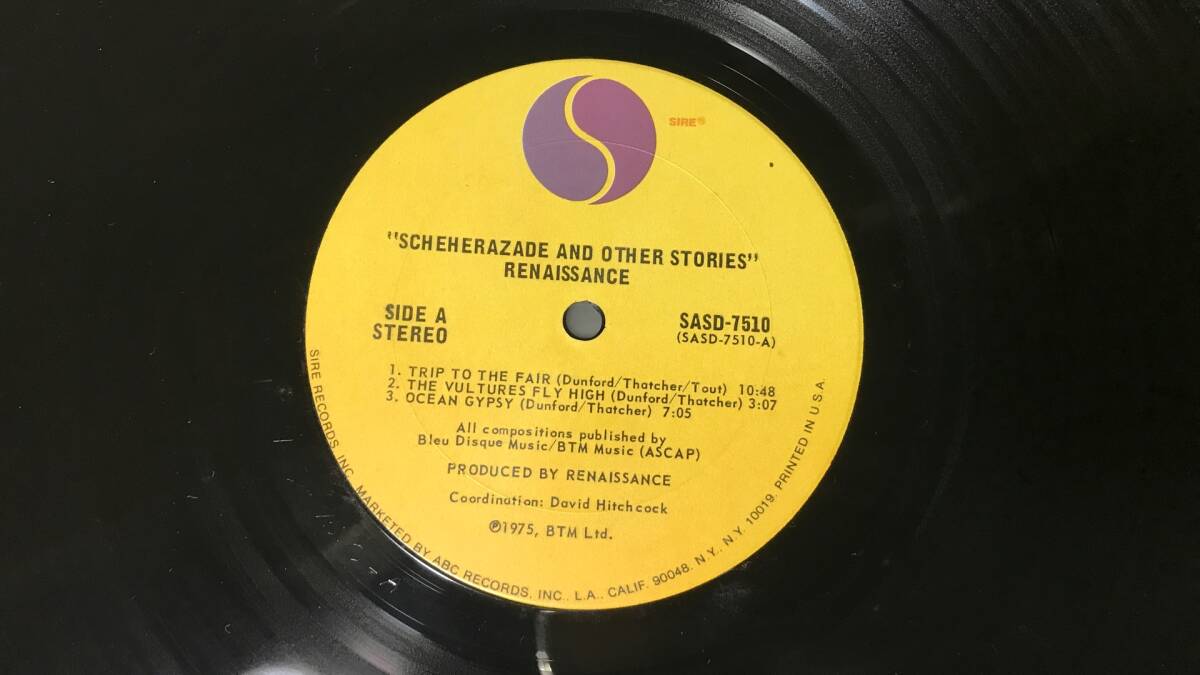 SIRE®
"SCHEHERAZADE AND OTHER STORIES"
RENAISSANCE
SIDE A
STEREO
SASD-7510
(SASD-7510-A)
1. TRIP TO THE FAIR (Dunford/Thatcher/Tout) 10:48
2. THE VULTURES FLY HIGH (Dunford/Thatcher) 3:07
3. OCEAN GYPSY (Dunford/Thatcher) 7:05
All compositions published by
Bleu Disque Music/BTM Music (ASCAP)
PRODUCED BY RENAISSANCE
Coordination: David Hitchcock
℗1975, BTM Ltd.
SIRE RECORDS, INC. MARKETED BY ABC RECORDS, INC., L.A., CALIF. 90048. N.Y., N.Y. 10019. PRINTED IN U.S.A.